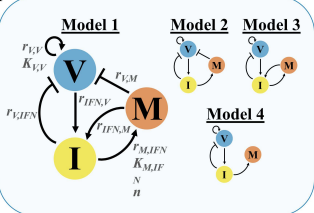 Model 1
r_{V,V}
K_{V,V}
V
r_{V,M}
M
r_{V,IFN}
r_{IFN,V}
r_{IFN,M}
I
r_{M,IFN}
K_{M,IF
N
n
Model 2
V
M
I
Model 3
V
M
I
Model 4
V
M
I